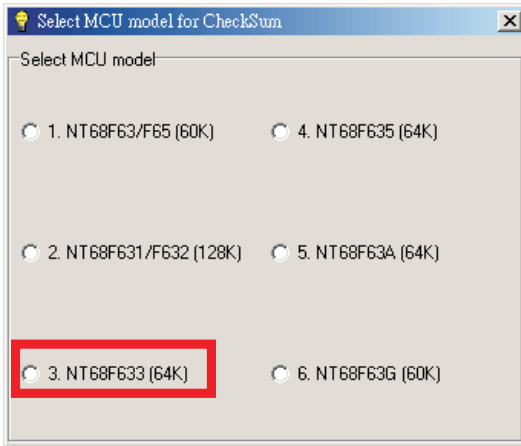 Select MCU model for CheckSum
Select MCU model
1. NT68F63/F65 (60K)
4. NT68F635 (64K)
2. NT68F631/F632 (128K)
5. NT68F63A (64K)
3. NT68F633 (64K)
6. NT68F63G (60K)